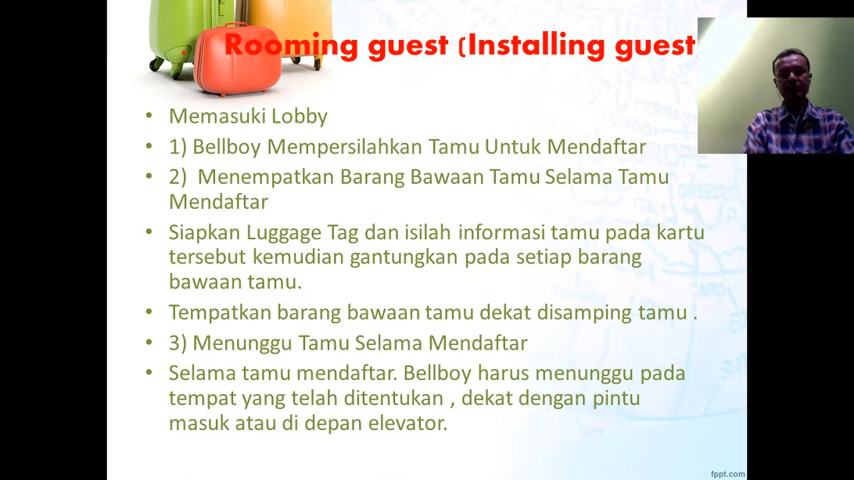 Rooming guest (Installing guest
• Memasuki Lobby
• 1) Bellboy Mempersilahkan Tamu Untuk Mendaftar
• 2) Menempatkan Barang Bawaan Tamu Selama Tamu
Mendaftar
• Siapkan Luggage Tag dan isilah informasi tamu pada kartu
tersebut kemudian gantungkan pada setiap barang
bawaan tamu.
• Tempatkan barang bawaan tamu dekat disamping tamu .
• 3) Menunggu Tamu Selama Mendaftar
• Selama tamu mendaftar. Bellboy harus menunggu pada
tempat yang telah ditentukan , dekat dengan pintu
masuk atau di depan elevator.
fppt.com